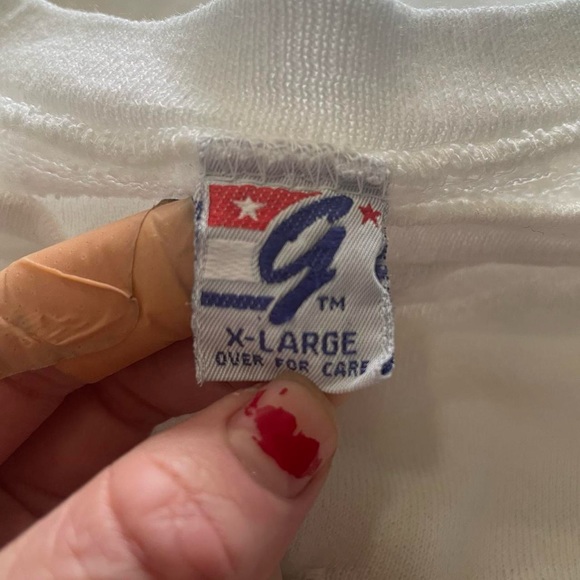 G
TM
X-LARGE
OVER FOR CARE